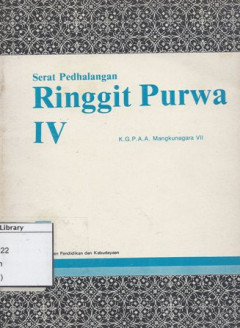 Serat Pedhalangan
Ringgit Purwa
IV
K.G.P.A.A. Mangkunagara VII
Library
22
Pendidikan dan Kebudayaan